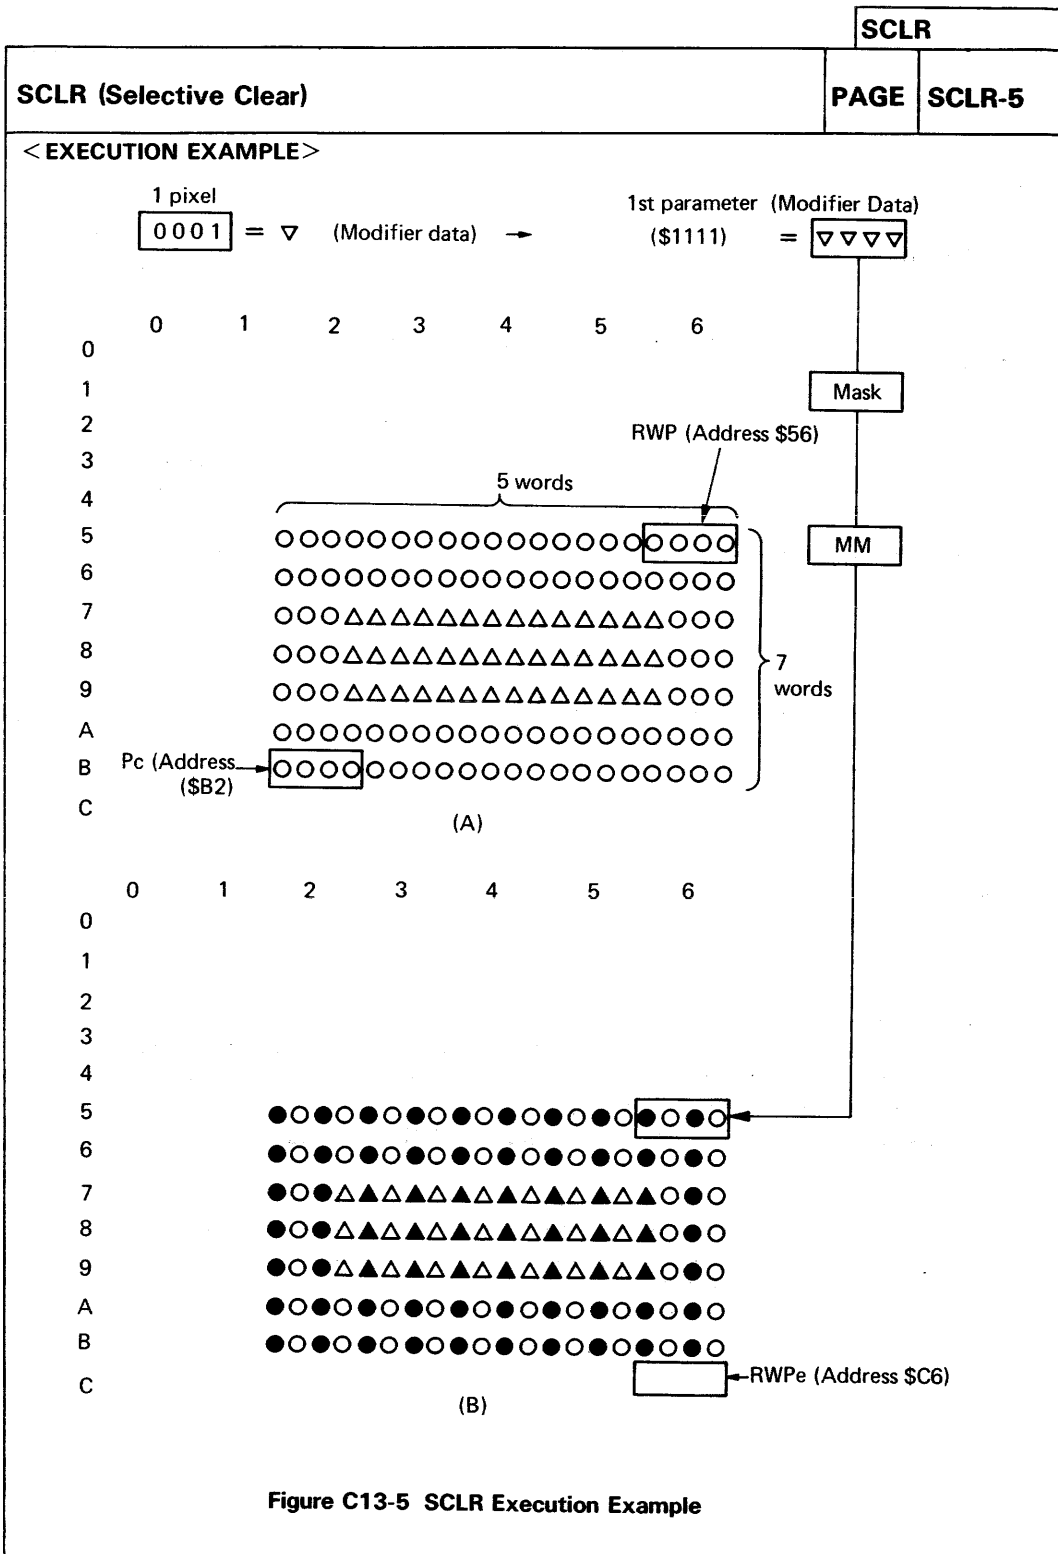 SCLR
SCLR (Selective Clear) PAGE SCLR-5
<EXECUTION EXAMPLE>
1 pixel
0001 = ▽ (Modifier data) → 1st parameter (Modifier Data)
($1111) = ▽▽▽▽
0 1 2 3 4 5 6
0
1
Mask
2
RWP (Address $56)
3
4
5 words
5 ○○○○○○○○○○○○○○○○○○○○
MM
6 ○○○○○○○○○○○○○○○○○○○○
7 ○○○△△△△△△△△△△△△△△○○○
8 ○○○△△△△△△△△△△△△△△○○○
7
words
9 ○○○△△△△△△△△△△△△△△○○○
A ○○○○○○○○○○○○○○○○○○○○
B Pc (Address ○○○○○○○○○○○○○○○○○○○○
($B2)
C
(A)
0 1 2 3 4 5 6
0
1
2
3
4
5 ●○●○●○●○●○●○●○●○●○●○
6 ●○●○●○●○●○●○●○●○●○●○
7 ●○●△▲△▲△▲△▲△▲△▲△▲○●○
8 ●○●△▲△▲△▲△▲△▲△▲△▲○●○
9 ●○●△▲△▲△▲△▲△▲△▲△▲○●○
A ●○●○●○●○●○●○●○●○●○●○
B ●○●○●○●○●○●○●○●○●○●○
C
RWPe (Address $C6)
(B)
Figure C13-5 SCLR Execution Example